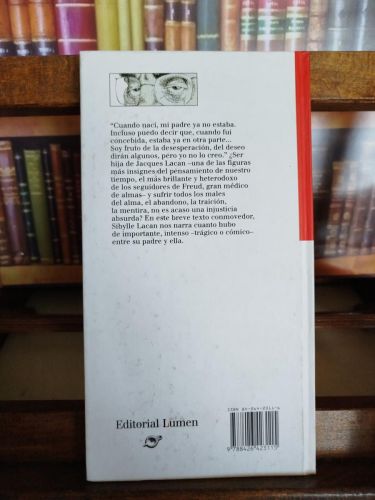 “Cuando nací, mi padre ya no estaba.
Incluso puedo decir que, cuando fui
concebida, estaba ya en otra parte...
Soy fruto de la desesperación, del deseo
dirán algunos, pero yo no lo creo.” ¿Ser
hija de Jacques Lacan –una de las figuras
más insignes del pensamiento de nuestro
tiempo, el más brillante y heterodoxo
de los seguidores de Freud, gran médico
de almas– y sufrir todos los males
del alma, el abandono, la traición,
la mentira, no es acaso una injusticia
absurda? En este breve texto conmovedor,
Sibylle Lacan nos narra cuanto hubo
de importante, intenso –trágico o cómico–
entre su padre y ella.
Editorial Lumen
9 788426 423115